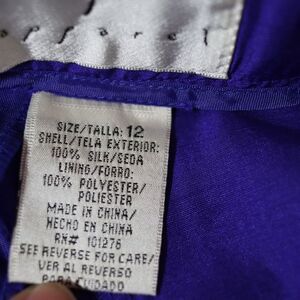 SIZE/TALLA: 12
SHELL/TELA EXTERIOR:
100% SILK/SEDA
LINING/FORRO:
100% POLYESTER/
POLIESTER
MADE IN CHINA/
HECHO EN CHINA
RN# 101276
SEE REVERSE FOR CARE/
VER AL REVERSO
PARA CUIDADO